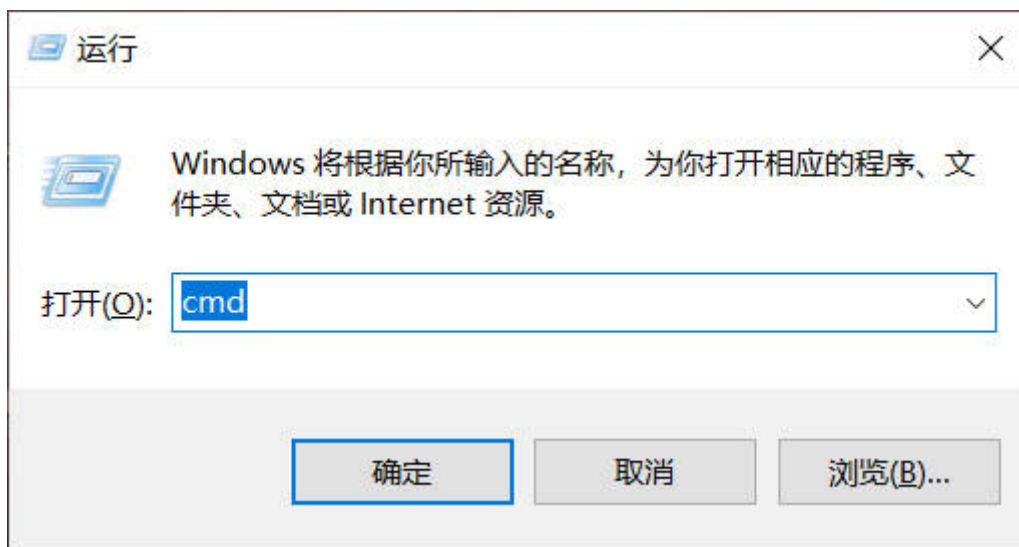 运行
Windows 将根据你所输入的名称，为你打开相应的程序、文
件夹、文档或 Internet 资源。
打开(O): cmd
确定 取消 浏览(B)...